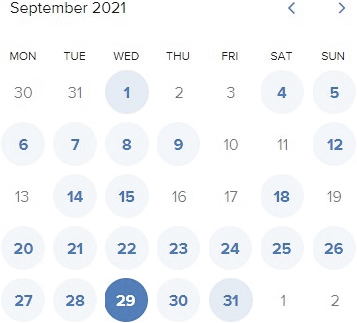 September 2021
MON TUE WED THU FRI SAT SUN
30 31 1 2 3 4 5
6 7 8 9 10 11 12
13 14 15 16 17 18 19
20 21 22 23 24 25 26
27 28 29 30 31 1 2